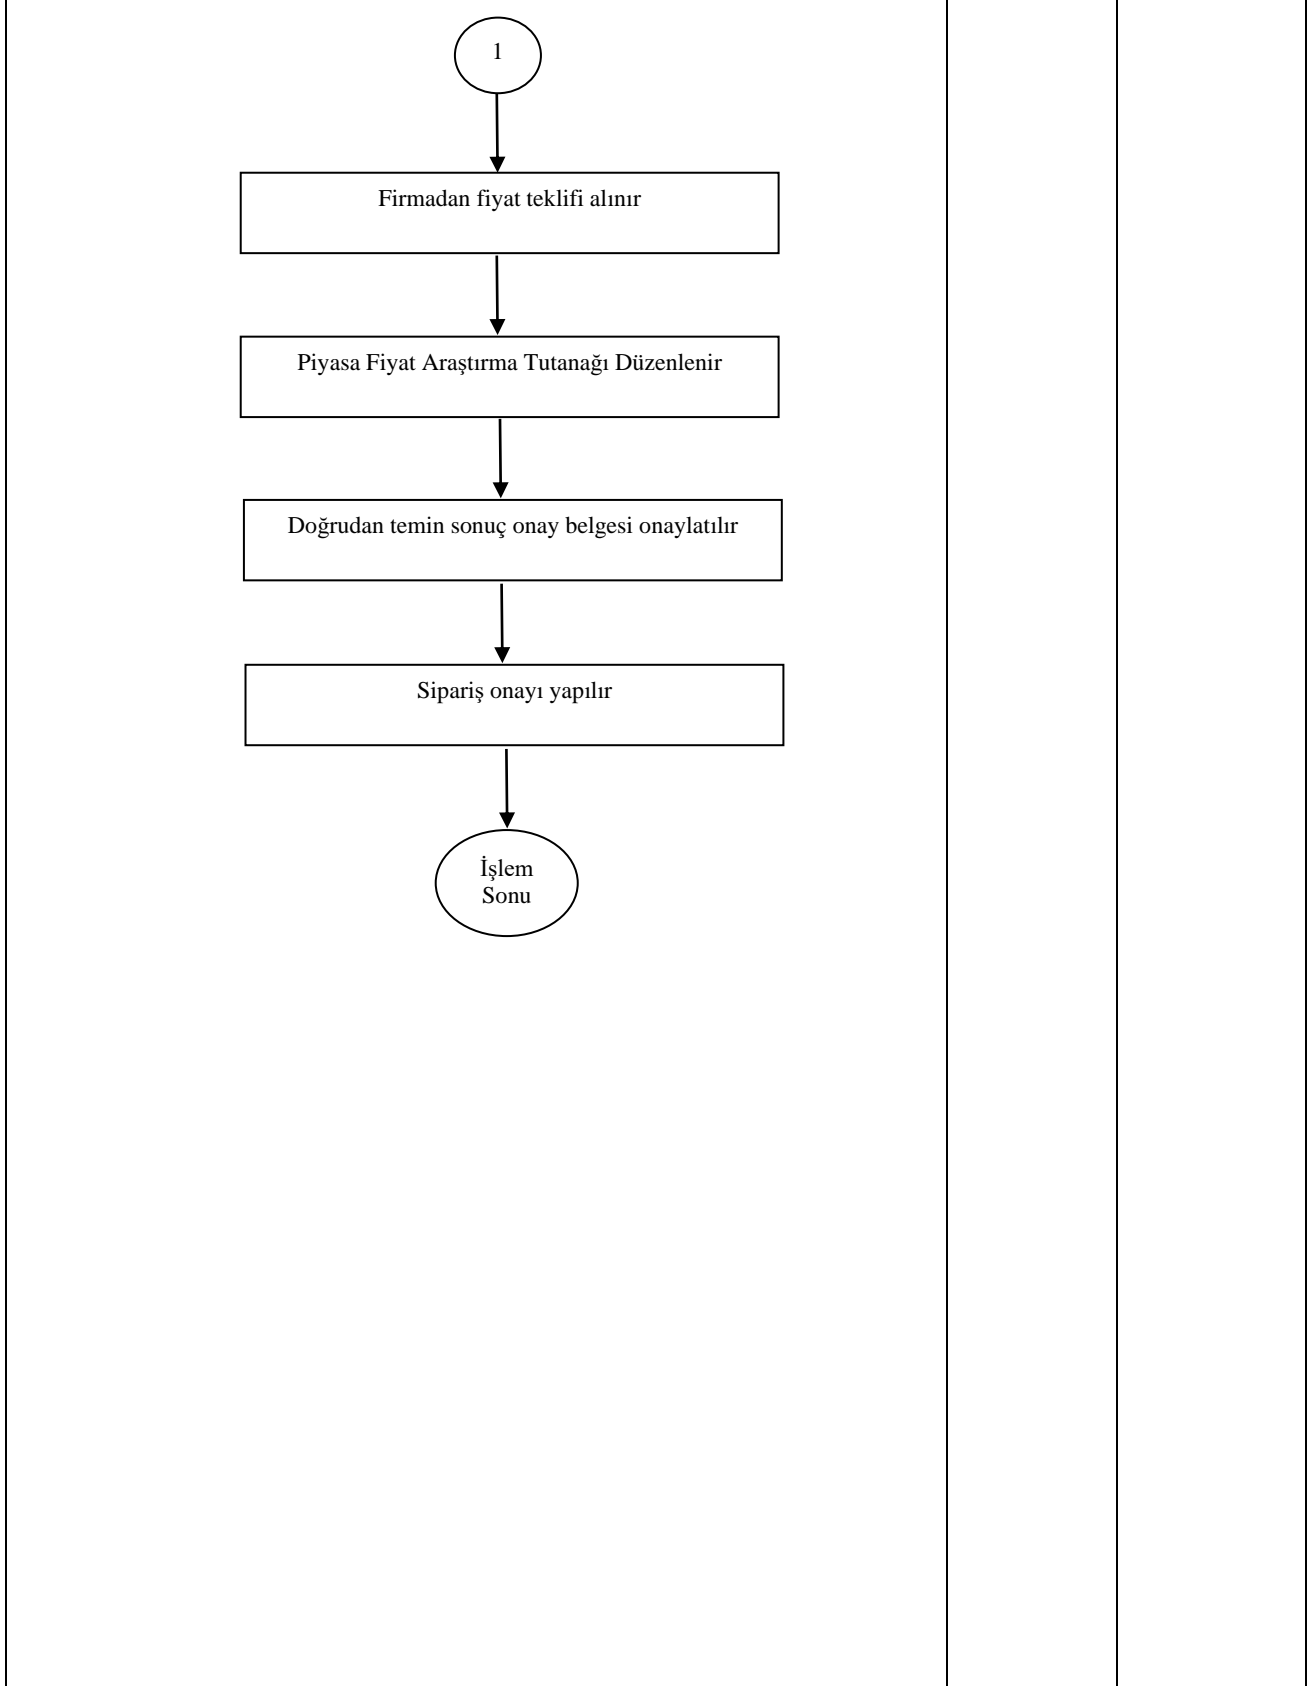 1
Firmadan fiyat teklifi alınır
Piyasa Fiyat Araştırma Tutanağı Düzenlenir
Doğrudan temin sonuç onay belgesi onaylatılır
Sipariş onayı yapılır
İşlem
Sonu